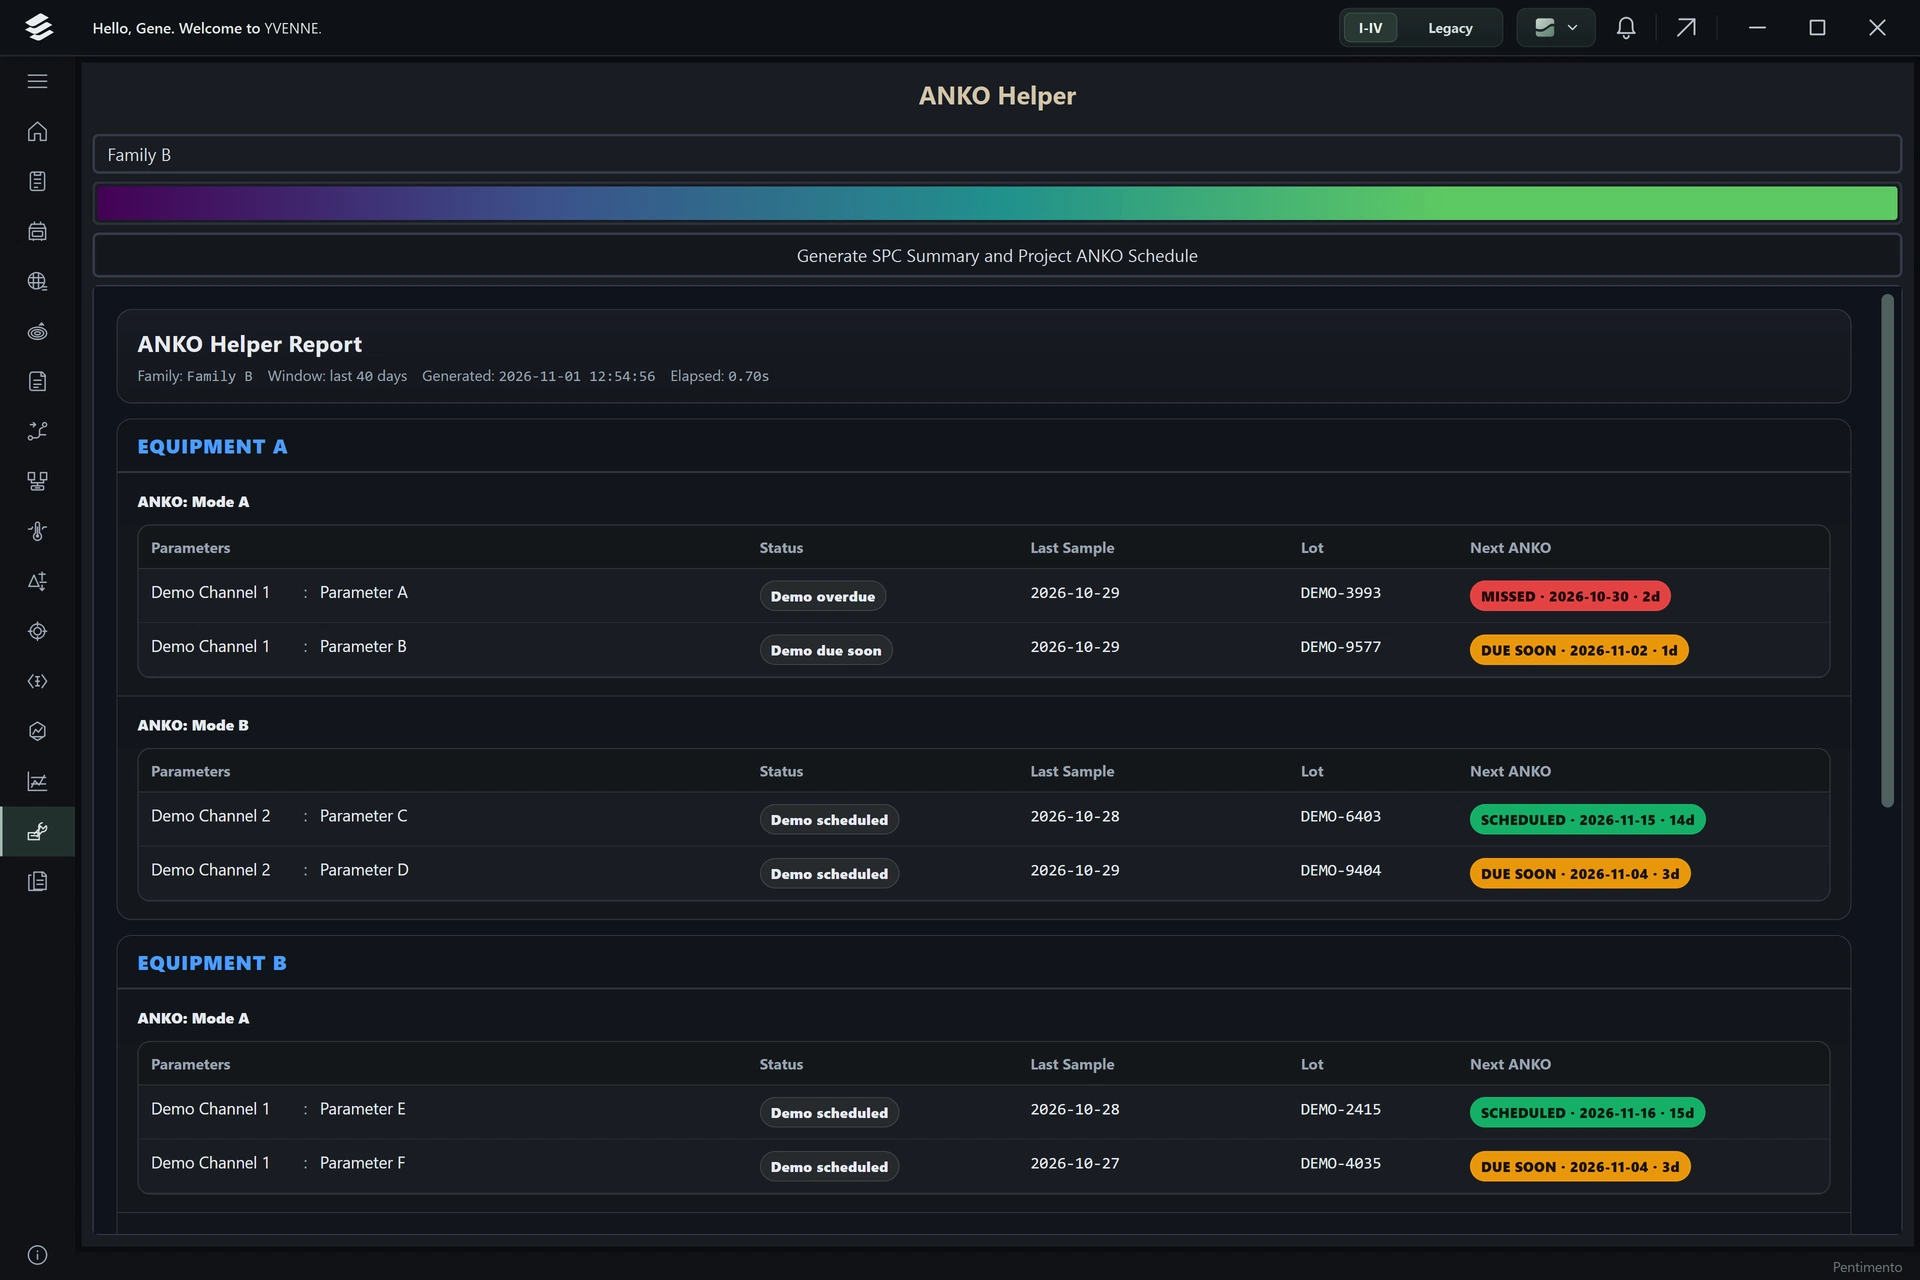 Hello, Gene. Welcome to YVENNE.
I-IV
Legacy
ANKO Helper
Family B
Generate SPC Summary and Project ANKO Schedule
ANKO Helper Report
Family: Family B Window: last 40 days Generated: 2026-11-01 12:54:56 Elapsed: 0.70s
EQUIPMENT A
ANKO: Mode A
Parameters Status Last Sample Lot Next ANKO
Demo Channel 1 : Parameter A Demo overdue 2026-10-29 DEMO-3993 MISSED · 2026-10-30 · 2d
Demo Channel 1 : Parameter B Demo due soon 2026-10-29 DEMO-9577 DUE SOON · 2026-11-02 · 1d
ANKO: Mode B
Parameters Status Last Sample Lot Next ANKO
Demo Channel 2 : Parameter C Demo scheduled 2026-10-28 DEMO-6403 SCHEDULED · 2026-11-15 · 14d
Demo Channel 2 : Parameter D Demo scheduled 2026-10-29 DEMO-9404 DUE SOON · 2026-11-04 · 3d
EQUIPMENT B
ANKO: Mode A
Parameters Status Last Sample Lot Next ANKO
Demo Channel 1 : Parameter E Demo scheduled 2026-10-28 DEMO-2415 SCHEDULED · 2026-11-16 · 15d
Demo Channel 1 : Parameter F Demo scheduled 2026-10-27 DEMO-4035 DUE SOON · 2026-11-04 · 3d
Pentimento